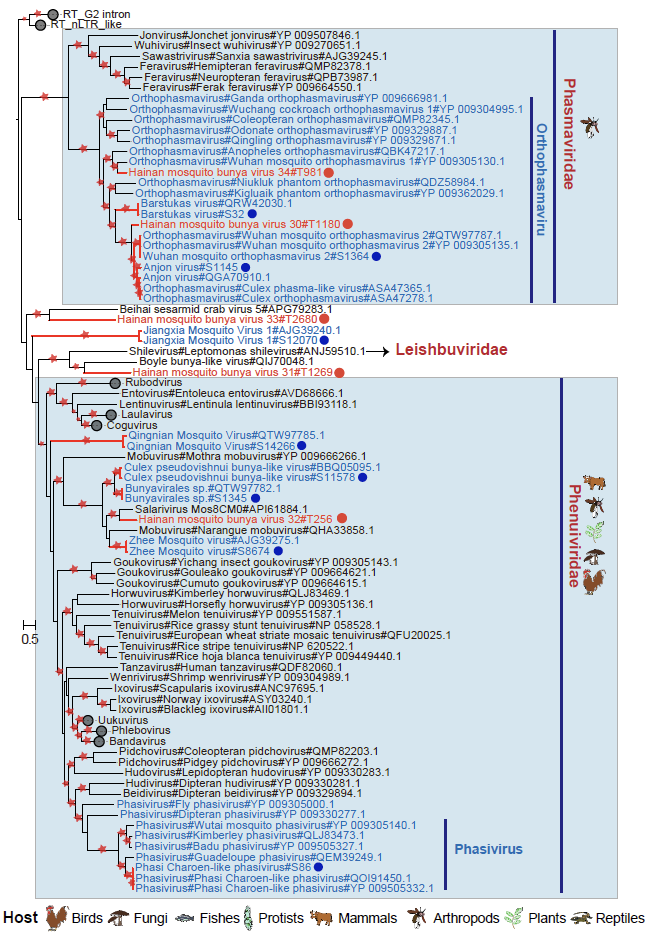 RT_G2 intron
RT_nLTR_like
Jonvirus#Jonchet jonvirus#YP 009507846.1
Wuhivirus#Insect wuhivirus#YP 009270651.1
Sawastrivirus#Sanxia sawastrivirus#AJG39245.1
Feravirus#Hemipteran feravirus#QMP82378.1
Feravirus#Neuropteran feravirus#QPB73987.1
Feravirus#Ferak feravirus#YP 009664550.1
Orthophasmavirus#Ganda orthophasmavirus#YP 009666981.1
Orthophasmavirus#Wuchang cockroach orthophasmavirus 1#YP 009304995.1
Orthophasmavirus#Coleopteran orthophasmavirus#QMP82345.1
Orthophasmavirus#Odonate orthophasmavirus#YP 009329887.1
Orthophasmavirus#Qingling orthophasmavirus#YP 009329871.1
Orthophasmavirus#Anopheles orthophasmavirus#QBK47217.1
Orthophasmavirus#Wuhan mosquito orthophasmavirus 1#YP 009305130.1
Hainan mosquito bunya virus 34#T981
Orthophasmavirus#Niukluk phantom orthophasmavirus#QDZ58984.1
Orthophasmavirus#Kigluaik phantom orthophasmavirus#YP 009362029.1
Barstukas virus#QRW42030.1
Barstukas virus#S32
Hainan mosquito bunya virus 30#T1180
Orthophasmavirus#Wuhan mosquito orthophasmavirus 2#QTW97787.1
Orthophasmavirus#Wuhan mosquito orthophasmavirus 2#YP 009305135.1
Wuhan mosquito orthophasmavirus 2#S1364
Anjon virus#S1145
Anjon virus#QGA70910.1
Orthophasmavirus#Culex phasma-like virus#ASA47365.1
Orthophasmavirus#Culex orthophasmavirus#ASA47278.1
Orthophasmaviru
Phasmaviridae
Beihai sesarmid crab virus 5#APG79283.1
Hainan mosquito bunya virus 33#T2680
Jiangxia Mosquito Virus 1#AJG39240.1
Jiangxia Mosquito Virus 1#S12070
Shilevirus#Leptomonas shilevirus#ANJ59510.1
Leishbuviridae
Boyle bunya-like virus#QIJ70048.1
Hainan mosquito bunya virus 31#T1269
Rubodvirus
Entovirus#Entoleuca entovirus#AVD68666.1
Lentinuvirus#Lentinula lentinuvirus#BBI93118.1
Laulavirus
Coguvirus
Qingnian Mosquito Virus#QTW97785.1
Qingnian Mosquito Virus#S14266
Mobuvirus#Mothra mobuvirus#YP 009666266.1
Culex pseudovishnui bunya-like virus#BBQ05095.1
Culex pseudovishnui bunya-like virus#S11578
Bunyavirales sp.#QTW97782.1
Bunyavirales sp.#S1345
Salarivirus Mos8CM0#API61884.1
Hainan mosquito bunya virus 32#T256
Mobuvirus#Narangue mobuvirus#QHA33858.1
Zhee Mosquito virus#AJG39275.1
Zhee Mosquito virus#S8674
Goukovirus#Yichang insect goukovirus#YP 009305143.1
Goukovirus#Gouleako goukovirus#YP 009664621.1
Goukovirus#Cumuto goukovirus#YP 009664615.1
Horwuvirus#Kimberley horwuvirus#QLJ83469.1
Horwuvirus#Horsefly horwuvirus#YP 009305136.1
Tenuivirus#Melon tenuivirus#YP 009551587.1
Tenuivirus#Rice grassy stunt tenuivirus#NP 058528.1
Tenuivirus#European wheat striate mosaic tenuivirus#QFU20025.1
Tenuivirus#Rice stripe tenuivirus#NP 620522.1
Tenuivirus#Rice hoja blanca tenuivirus#YP 009449440.1
Tanzavirus#Human tanzavirus#QDF82060.1
Wenrivirus#Shrimp wenrivirus#YP 009304989.1
Ixovirus#Scapularis ixovirus#ANC97695.1
Ixovirus#Norway ixovirus#ASY03240.1
Ixovirus#Blackleg ixovirus#AII01801.1
Uukuvirus
Phlebovirus
Bandavirus
Pidchovirus#Coleopteran pidchovirus#QMP82203.1
Pidchovirus#Pidgey pidchovirus#YP 009666272.1
Hudovirus#Lepidopteran hudovirus#YP 009330283.1
Hudivirus#Dipteran hudivirus#YP 009330281.1
Beidivirus#Dipteran beidivirus#YP 009329894.1
Phasivirus#Fly phasivirus#YP 009305000.1
Phasivirus#Dipteran phasivirus#YP 009330277.1
Phasivirus#Wutai mosquito phasivirus#YP 009305140.1
Phasivirus#Kimberley phasivirus#QLJ83473.1
Phasivirus#Badu phasivirus#YP 009505327.1
Phasivirus#Guadeloupe phasivirus#QEM39249.1
Phasi Charoen-like phasivirus#S86
Phasivirus#Phasi Charoen-like phasivirus#QOI91450.1
Phasivirus#Phasi Charoen-like phasivirus#YP 009505332.1
Phasivirus
Phenuiviridae
0.5
Host Birds Fungi Fishes Protists Mammals Arthropods Plants Reptiles